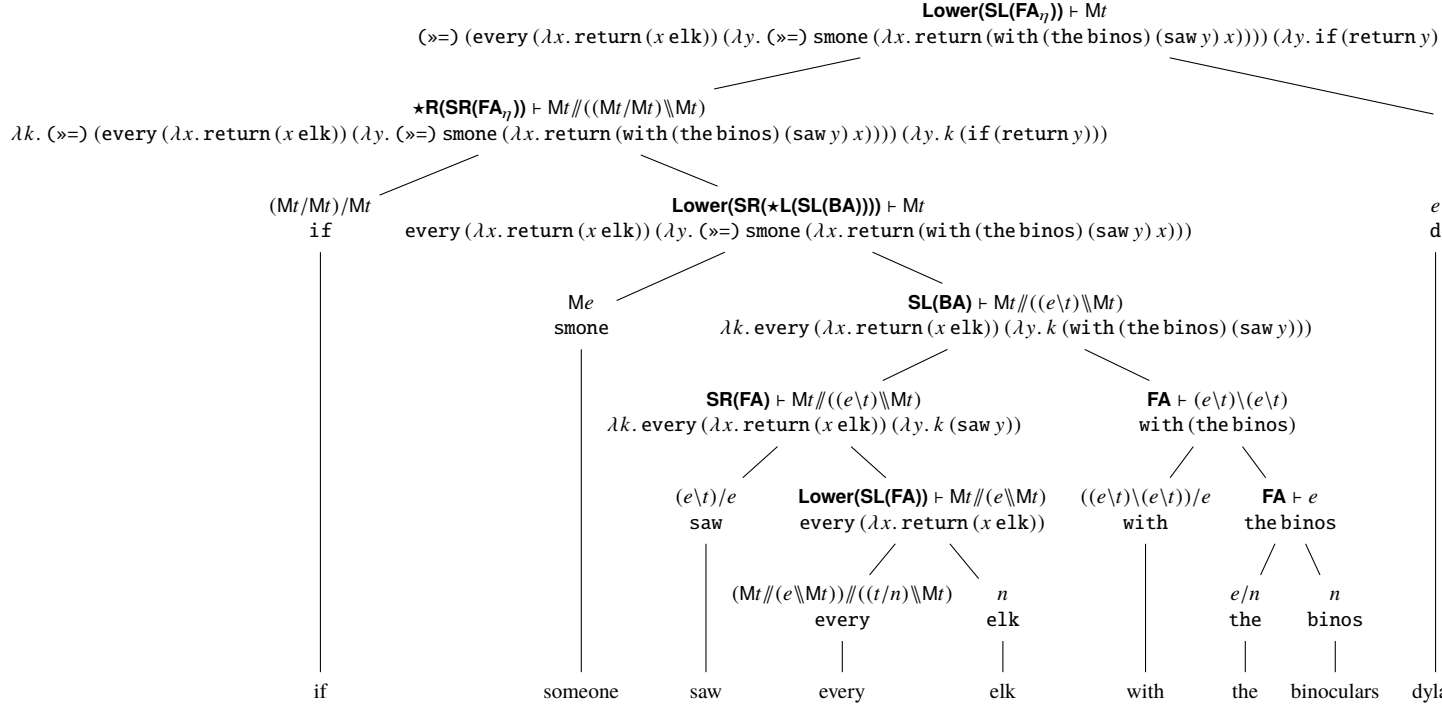 Lower(SL(FA_η)) ⊢ Mt
(»=) (every (λx. return (x elk)) (λy. (»=) smone (λx. return (with (the binos) (saw y) x)))) (λy. if (return y)
⋆R(SR(FA_η)) ⊢ Mt⫽((Mt/Mt)⑊Mt)
λk. (»=) (every (λx. return (x elk)) (λy. (»=) smone (λx. return (with (the binos) (saw y) x)))) (λy. k (if (return y)))
(Mt/Mt)/Mt Lower(SR(⋆L(SL(BA)))) ⊢ Mt e
if every (λx. return (x elk)) (λy. (»=) smone (λx. return (with (the binos) (saw y) x))) d
Me SL(BA) ⊢ Mt⫽((e\t)⑊Mt)
smone λk. every (λx. return (x elk)) (λy. k (with (the binos) (saw y)))
SR(FA) ⊢ Mt⫽((e\t)⑊Mt) FA ⊢ (e\t)\(e\t)
λk. every (λx. return (x elk)) (λy. k (saw y)) with (the binos)
(e\t)/e Lower(SL(FA)) ⊢ Mt⫽(e⑊Mt) ((e\t)\(e\t))/e FA ⊢ e
saw every (λx. return (x elk)) with the binos
(Mt⫽(e⑊Mt))⫽((t/n)⑊Mt) n e/n n
every elk the binos
if someone saw every elk with the binoculars dyla